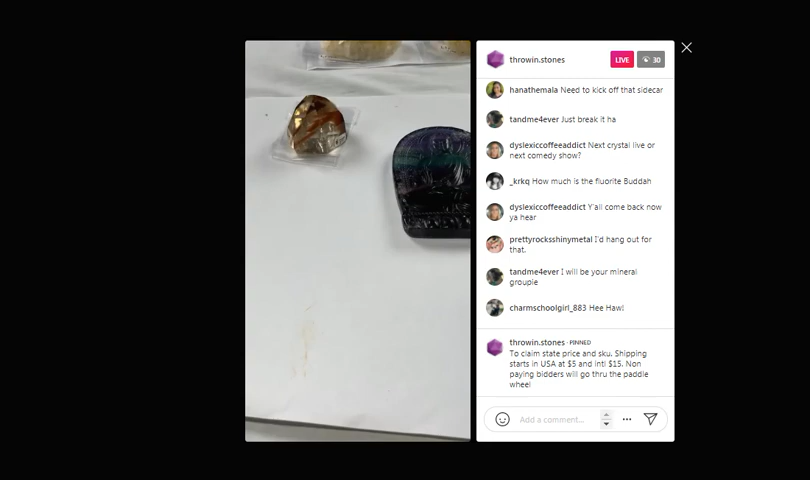 throwin.stones
LIVE
30
hanathemala Need to kick off that sidecar
tandme4ever Just break it ha
dyslexiccoffeeaddict Next crystal live or
next comedy show?
_krkq How much is the fluorite Buddah
dyslexiccoffeeaddict Y'all come back now
ya hear
prettyrocksshinymetal I'd hang out for
that.
tandme4ever I will be your mineral
groupie
charmschoolgirl_883 Hee Haw!
throwin.stones · PINNED
To claim state price and sku. Shipping
starts in USA at $5 and intl $15. Non
paying bidders will go thru the paddle
wheel
Add a comment...